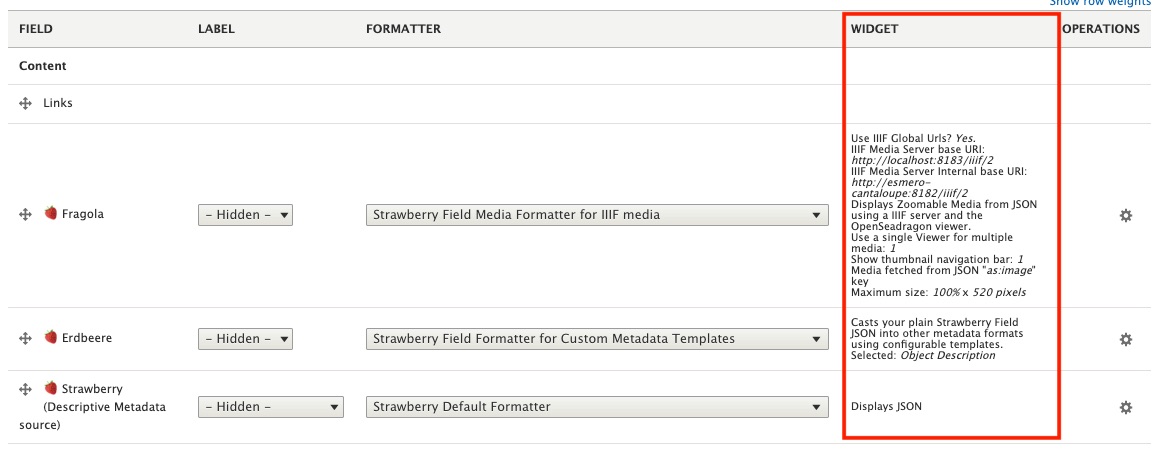 Show row weights
FIELD LABEL FORMATTER WIDGET OPERATIONS
Content
Links
Fragola
- Hidden -
Strawberry Field Media Formatter for IIIF media
Use IIIF Global Urls? Yes.
IIIF Media Server base URI:
http://localhost:8183/iiif/2
IIIF Media Server Internal base URI:
http://esmero-
cantaloupe:8182/iiif/2
Displays Zoomable Media from JSON
using a IIIF server and the
OpenSeadragon viewer.
Use a single Viewer for multiple
media: 1
Show thumbnail navigation bar: 1
Media fetched from JSON "as:image"
key
Maximum size: 100% x 520 pixels
Erdbeere
- Hidden -
Strawberry Field Formatter for Custom Metadata Templates
Casts your plain Strawberry Field
JSON into other metadata formats
using configurable templates.
Selected: Object Description
Strawberry
(Descriptive Metadata
source)
- Hidden -
Strawberry Default Formatter
Displays JSON